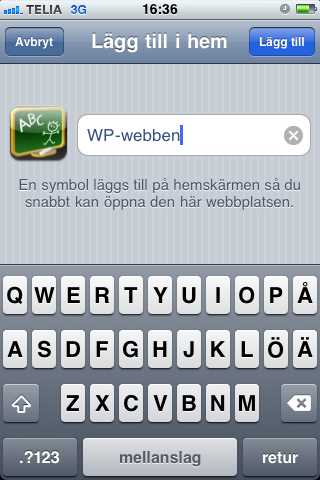 TELIA 3G 16:36
Avbryt Lägg till i hem Lägg till
ABC
WP-webben
En symbol läggs till på hemskärmen så du
snabbt kan öppna den här webbplatsen.
Q W E R T Y U I O P Å
A S D F G H J K L Ö Ä
Z X C V B N M
.?123 mellanslag retur